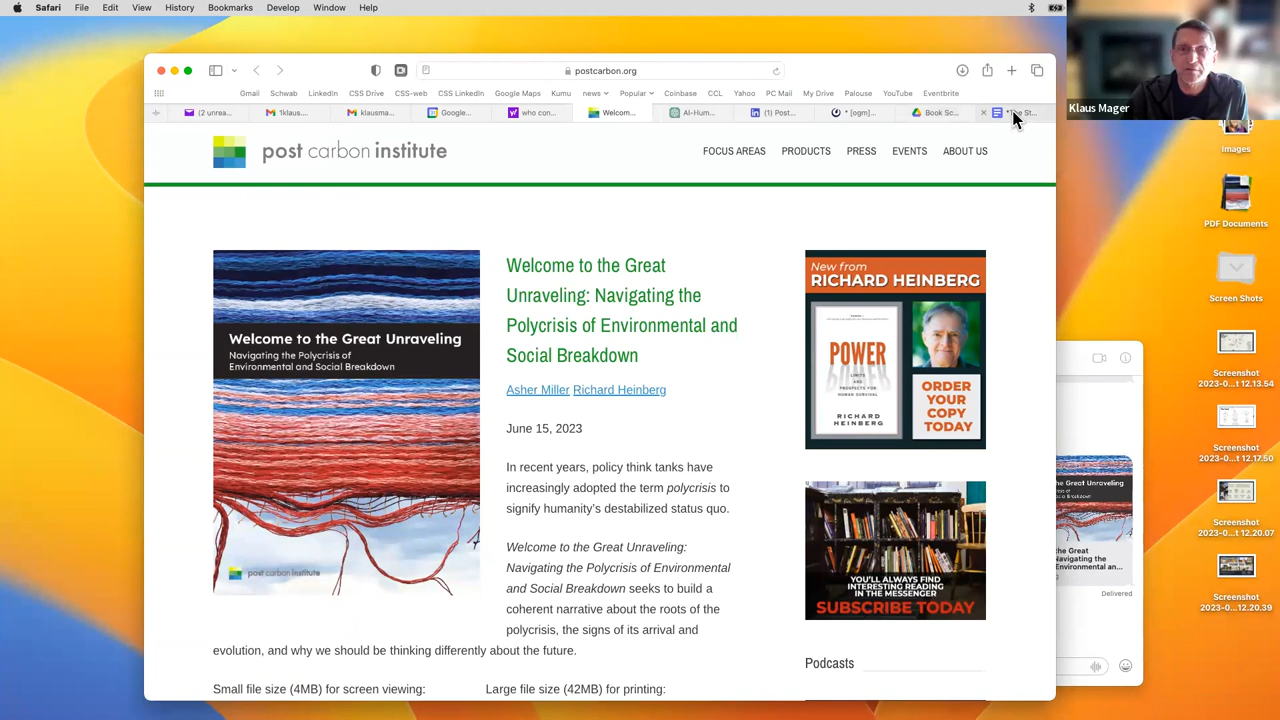 Safari File Edit View History Bookmarks Develop Window Help
Klaus Mager
postcarbon.org
Gmail Schwab LinkedIn CSS Drive CSS-web CSS LinkedIn Google Maps Kumu news Popular Coinbase CCL Yahoo PC Mail My Drive Palouse YouTube Eventbrite
(2 unrea... 1klaus.... klausma... Google... who con... Welcom... AI-Hum... (1) Post... * [ogm]... Book Sc...
post carbon institute
FOCUS AREAS PRODUCTS PRESS EVENTS ABOUT US
Welcome to the Great Unraveling
Navigating the Polycrisis of
Environmental and Social Breakdown
post carbon institute
Welcome to the Great
Unraveling: Navigating the
Polycrisis of Environmental and
Social Breakdown
Asher Miller Richard Heinberg
June 15, 2023
In recent years, policy think tanks have
increasingly adopted the term polycrisis to
signify humanity's destabilized status quo.
Welcome to the Great Unraveling:
Navigating the Polycrisis of Environmental
and Social Breakdown seeks to build a
coherent narrative about the roots of the
polycrisis, the signs of its arrival and
evolution, and why we should be thinking differently about the future.
Small file size (4MB) for screen viewing: Large file size (42MB) for printing:
New from
RICHARD HEINBERG
POWER
LIMITS
AND
PROSPECTS FOR
HUMAN SURVIVAL
RICHARD
HEINBERG
ORDER
YOUR
COPY
TODAY
YOU'LL ALWAYS FIND
INTERESTING READING
IN THE MESSENGER
SUBSCRIBE TODAY
Podcasts
the Great Unraveling
the Great
Navigating the
Environmental an...
Delivered
Images
PDF Documents
Screen Shots
Screenshot
2023-0...t 12.13.54
Screenshot
2023-0...t 12.17.50
Screenshot
2023-0...t 12.20.07
Screenshot
2023-0...t 12.20.39